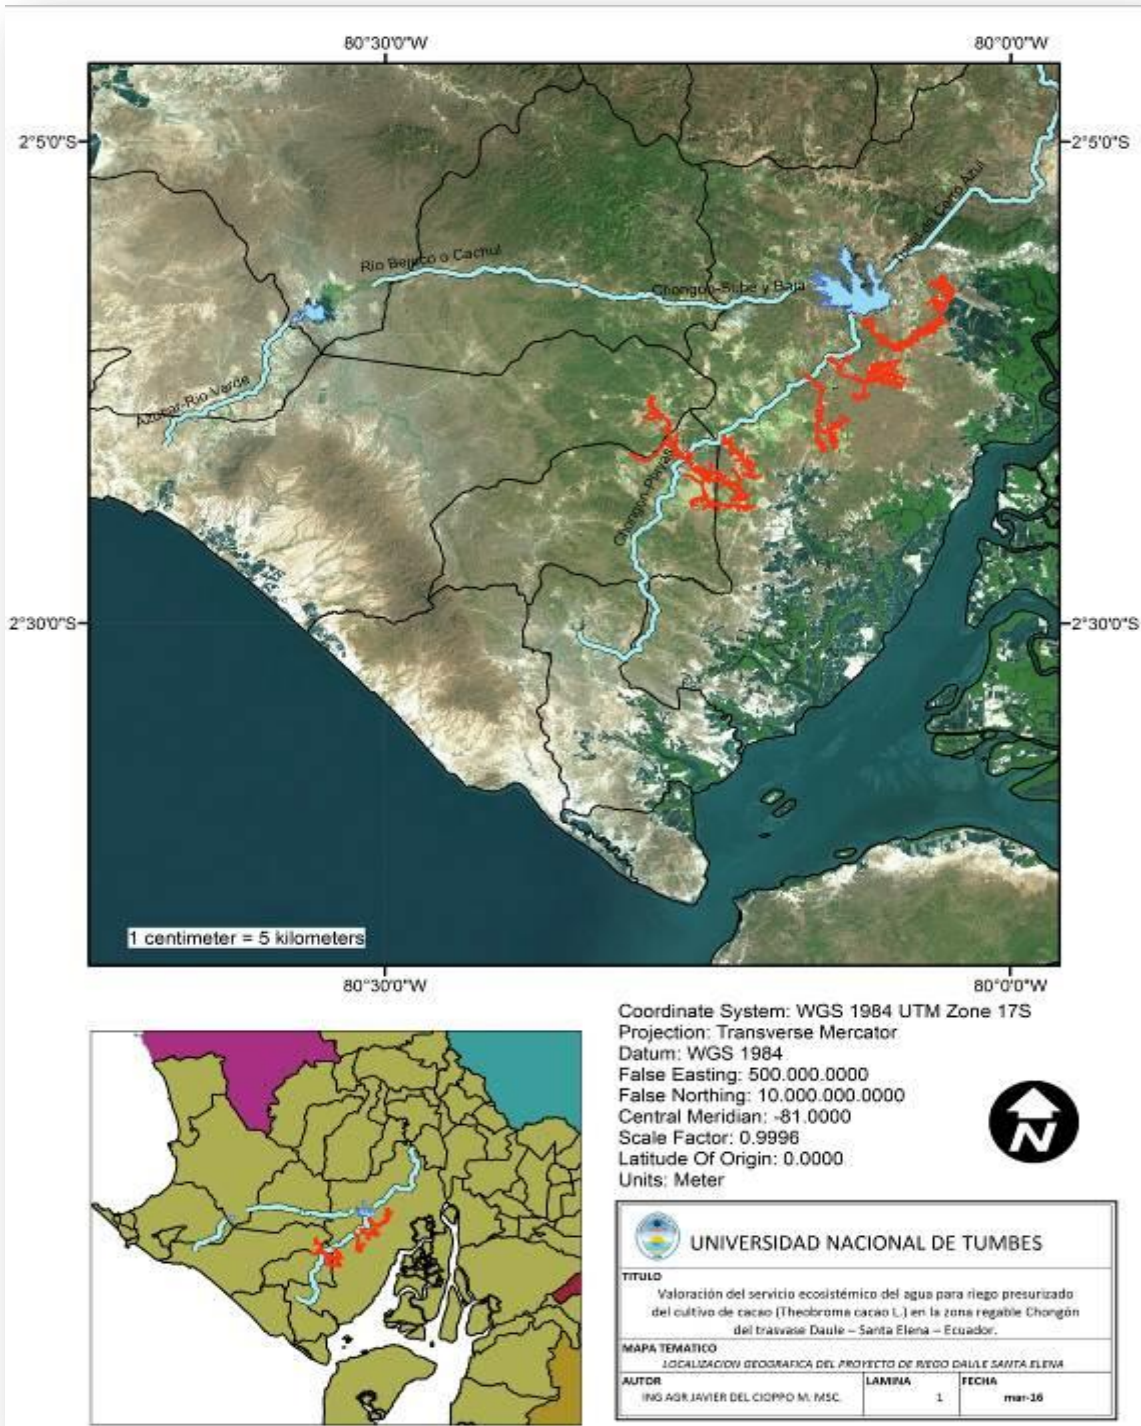 80°30'0"W 80°0'0"W
2°5'0"S 2°5'0"S
Tunel de Cerro Azul
Rio Bejuco o Cachul
Chongon-Sube y Baja
Azucar-Rio Verde
Chongon-Playas
2°30'0"S 2°30'0"S
1 centimeter = 5 kilometers
80°30'0"W 80°0'0"W
Coordinate System: WGS 1984 UTM Zone 17S
Projection: Transverse Mercator
Datum: WGS 1984
False Easting: 500.000.0000
False Northing: 10.000.000.0000
Central Meridian: -81.0000
Scale Factor: 0.9996
Latitude Of Origin: 0.0000
Units: Meter
N
UNIVERSIDAD NACIONAL DE TUMBES
TITULO
Valoración del servicio ecosistémico del agua para riego presurizado
del cultivo de cacao (Theobroma cacao L.) en la zona regable Chongón
del trasvase Daule – Santa Elena – Ecuador.
MAPA TEMATICO
LOCALIZACION GEOGRAFICA DEL PROYECTO DE RIEGO DAULE SANTA ELENA
AUTOR LAMINA FECHA
ING AGR JAVIER DEL CIOPPO M. MSC. 1 mar-16